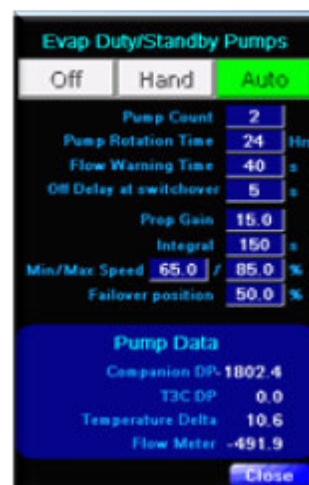 Evap Duty/Standby Pumps
Off Hand Auto
Pump Count 2
Pump Rotation Time 24 Hrs
Flow Warning Time 40 s
Off Delay at switchover 5 s
Prop Gain 15.0
Integral 150 s
Min/Max Speed 65.0 / 85.0 %
Failover position 50.0 %
Pump Data
Companion DP -1802.4
T3C DP 0.0
Temperature Delta 10.6
Flow Meter -491.9
Close